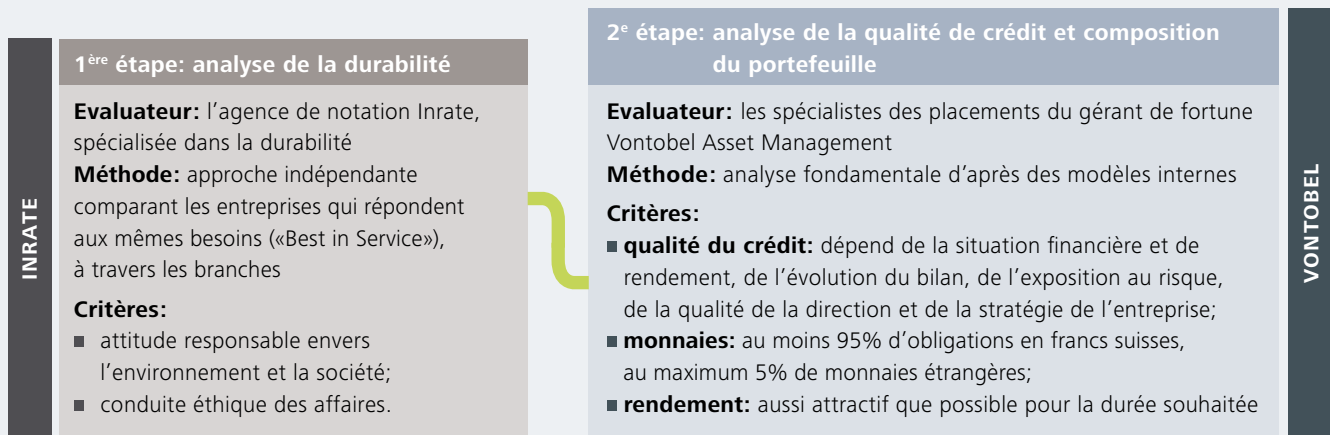 INRATE
1ère étape: analyse de la durabilité
Evaluateur: l'agence de notation Inrate,
spécialisée dans la durabilité
Méthode: approche indépendante
comparant les entreprises qui répondent
aux mêmes besoins («Best in Service»),
à travers les branches
Critères:
■ attitude responsable envers
l'environnement et la société;
■ conduite éthique des affaires.
2e étape: analyse de la qualité de crédit et composition
du portefeuille
Evaluateur: les spécialistes des placements du gérant de fortune
Vontobel Asset Management
Méthode: analyse fondamentale d'après des modèles internes
Critères:
■ qualité du crédit: dépend de la situation financière et de
rendement, de l'évolution du bilan, de l'exposition au risque,
de la qualité de la direction et de la stratégie de l'entreprise;
■ monnaies: au moins 95% d'obligations en francs suisses,
au maximum 5% de monnaies étrangères;
■ rendement: aussi attractif que possible pour la durée souhaitée
VONTOBEL